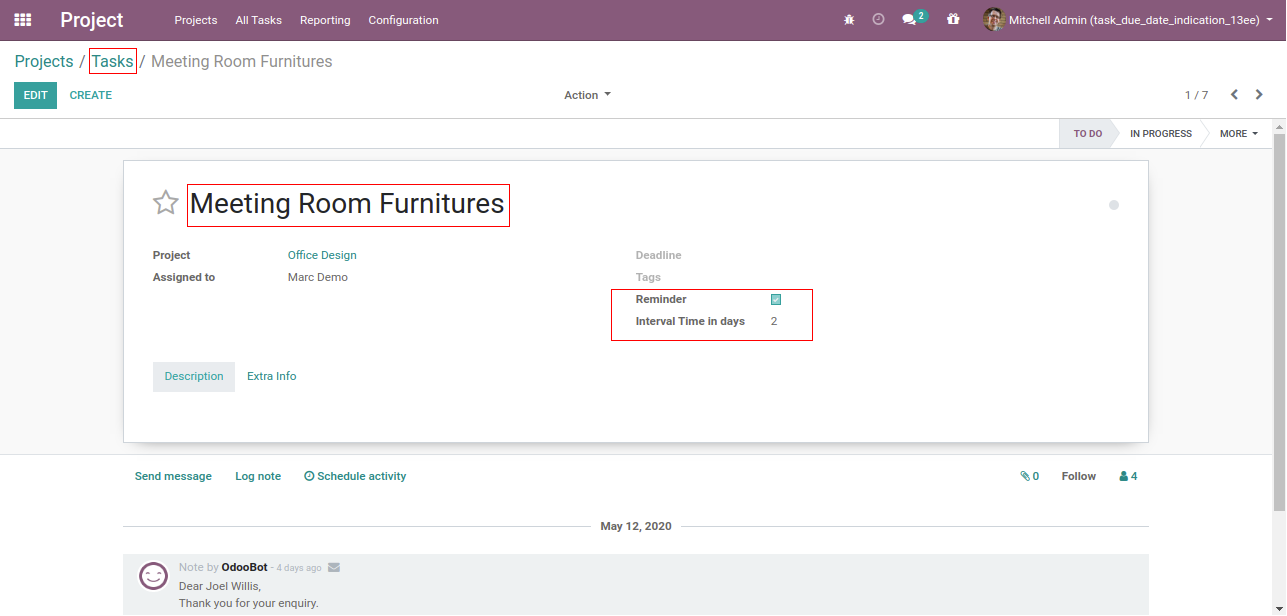 Project Projects All Tasks Reporting Configuration 2 Mitchell Admin (task_due_date_indication_13ee)
Projects / Tasks / Meeting Room Furnitures
EDIT CREATE Action 1 / 7
TO DO IN PROGRESS MORE
Meeting Room Furnitures
Project Office Design Deadline
Assigned to Marc Demo Tags
Reminder
Interval Time in days 2
Description Extra Info
Send message Log note Schedule activity 0 Follow 4
May 12, 2020
Note by OdooBot - 4 days ago
Dear Joel Willis,
Thank you for your enquiry.